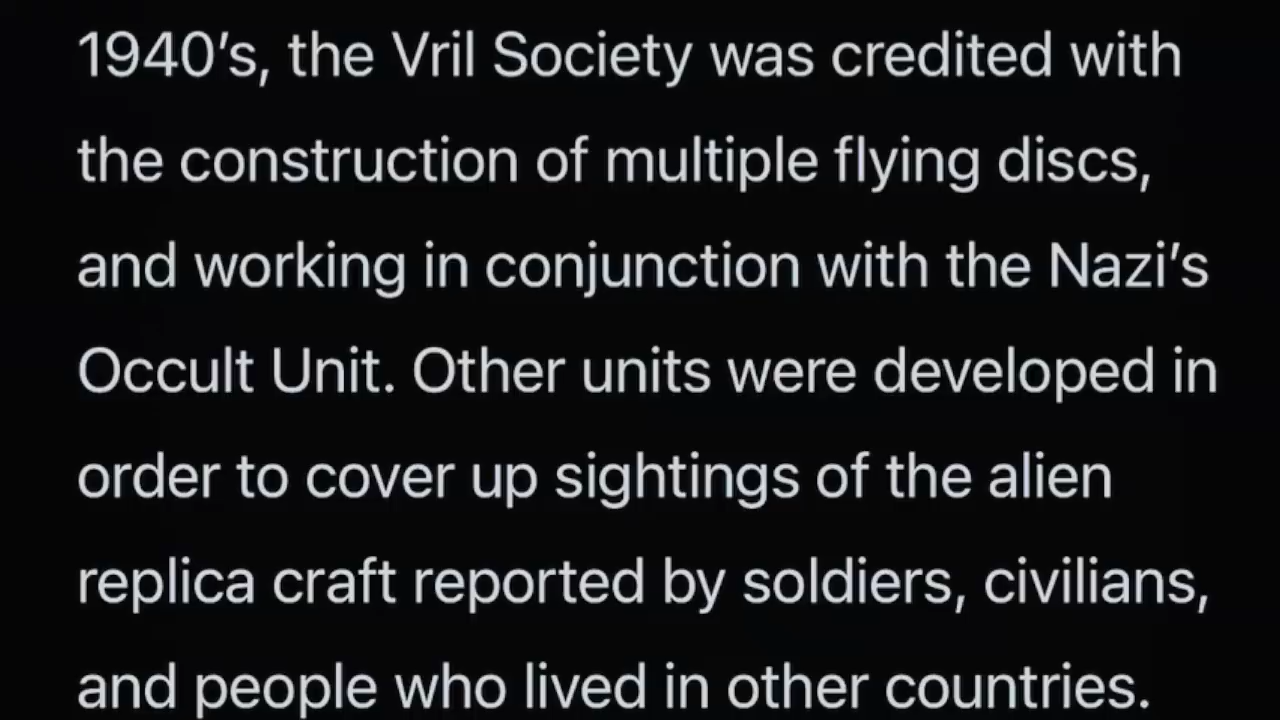 1940’s, the Vril Society was credited with
the construction of multiple flying discs,
and working in conjunction with the Nazi’s
Occult Unit. Other units were developed in
order to cover up sightings of the alien
replica craft reported by soldiers, civilians,
and people who lived in other countries.